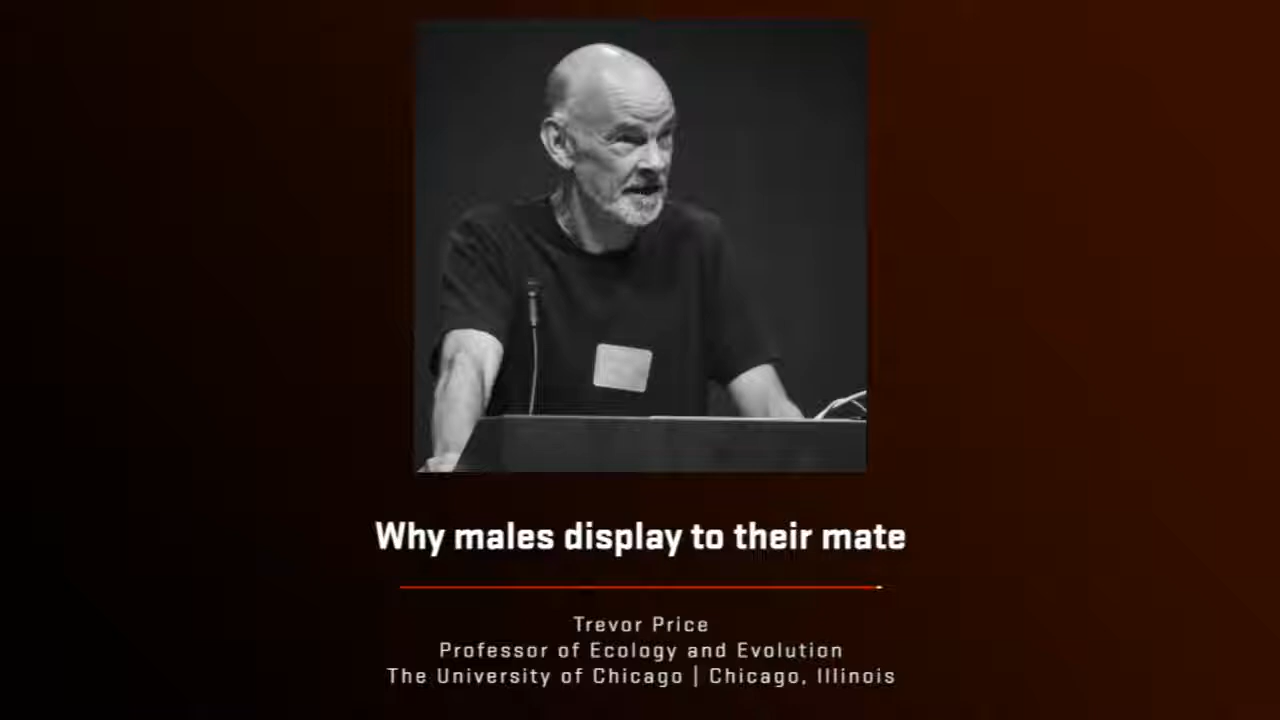 Why males display to their mate
Trevor Price
Professor of Ecology and Evolution
The University of Chicago | Chicago, Illinois